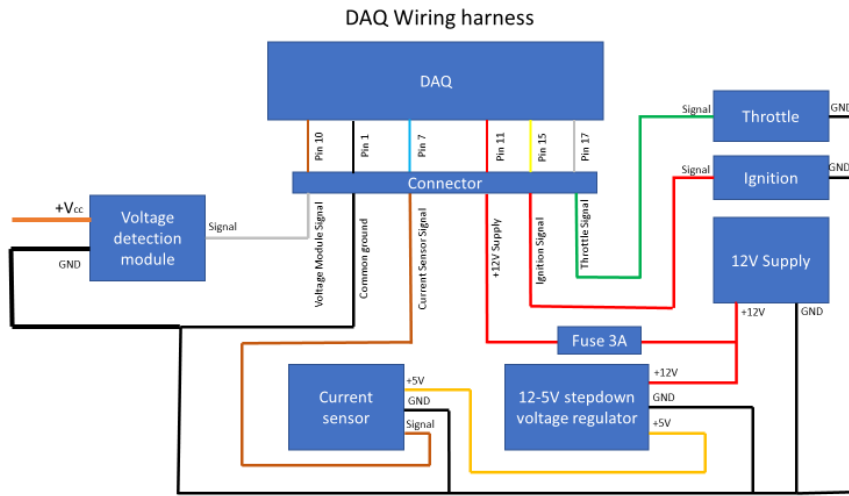 DAQ Wiring harness
DAQ
Pin 10
Pin 1
Pin 7
Pin 11
Pin 15
Pin 17
Connector
Signal
Throttle
GND
Signal
Ignition
GND
+Vcc
Voltage
detection
module
GND
Signal
Voltage Module Signal
Common ground
Current Sensor Signal
+12V Supply
Ignition Signal
Throttle Signal
12V Supply
+12V
GND
Fuse 3A
Current
sensor
+5V
GND
Signal
12-5V stepdown
voltage regulator
+12V
GND
+5V